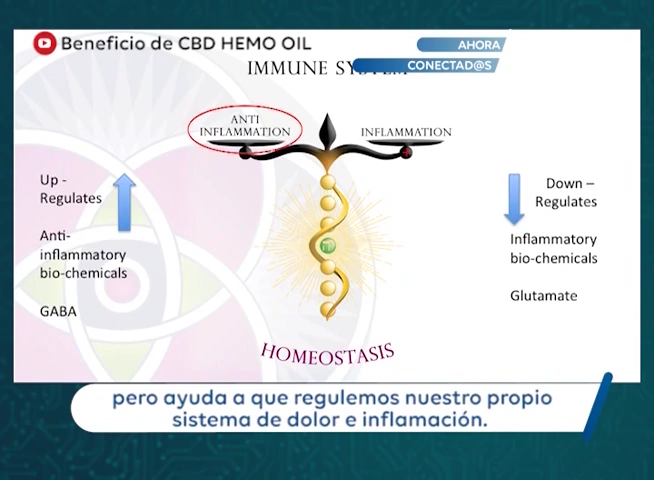 Beneficio de CBD HEMO OIL
AHORA
CONECTAD@S
IMMUNE
ANTI
INFLAMMATION
INFLAMMATION
Up -
Regulates
Anti-
inflammatory
bio-chemicals
GABA
Down –
Regulates
Inflammatory
bio-chemicals
Glutamate
HOMEOSTASIS
pero ayuda a que regulemos nuestro propio
sistema de dolor e inflamación.